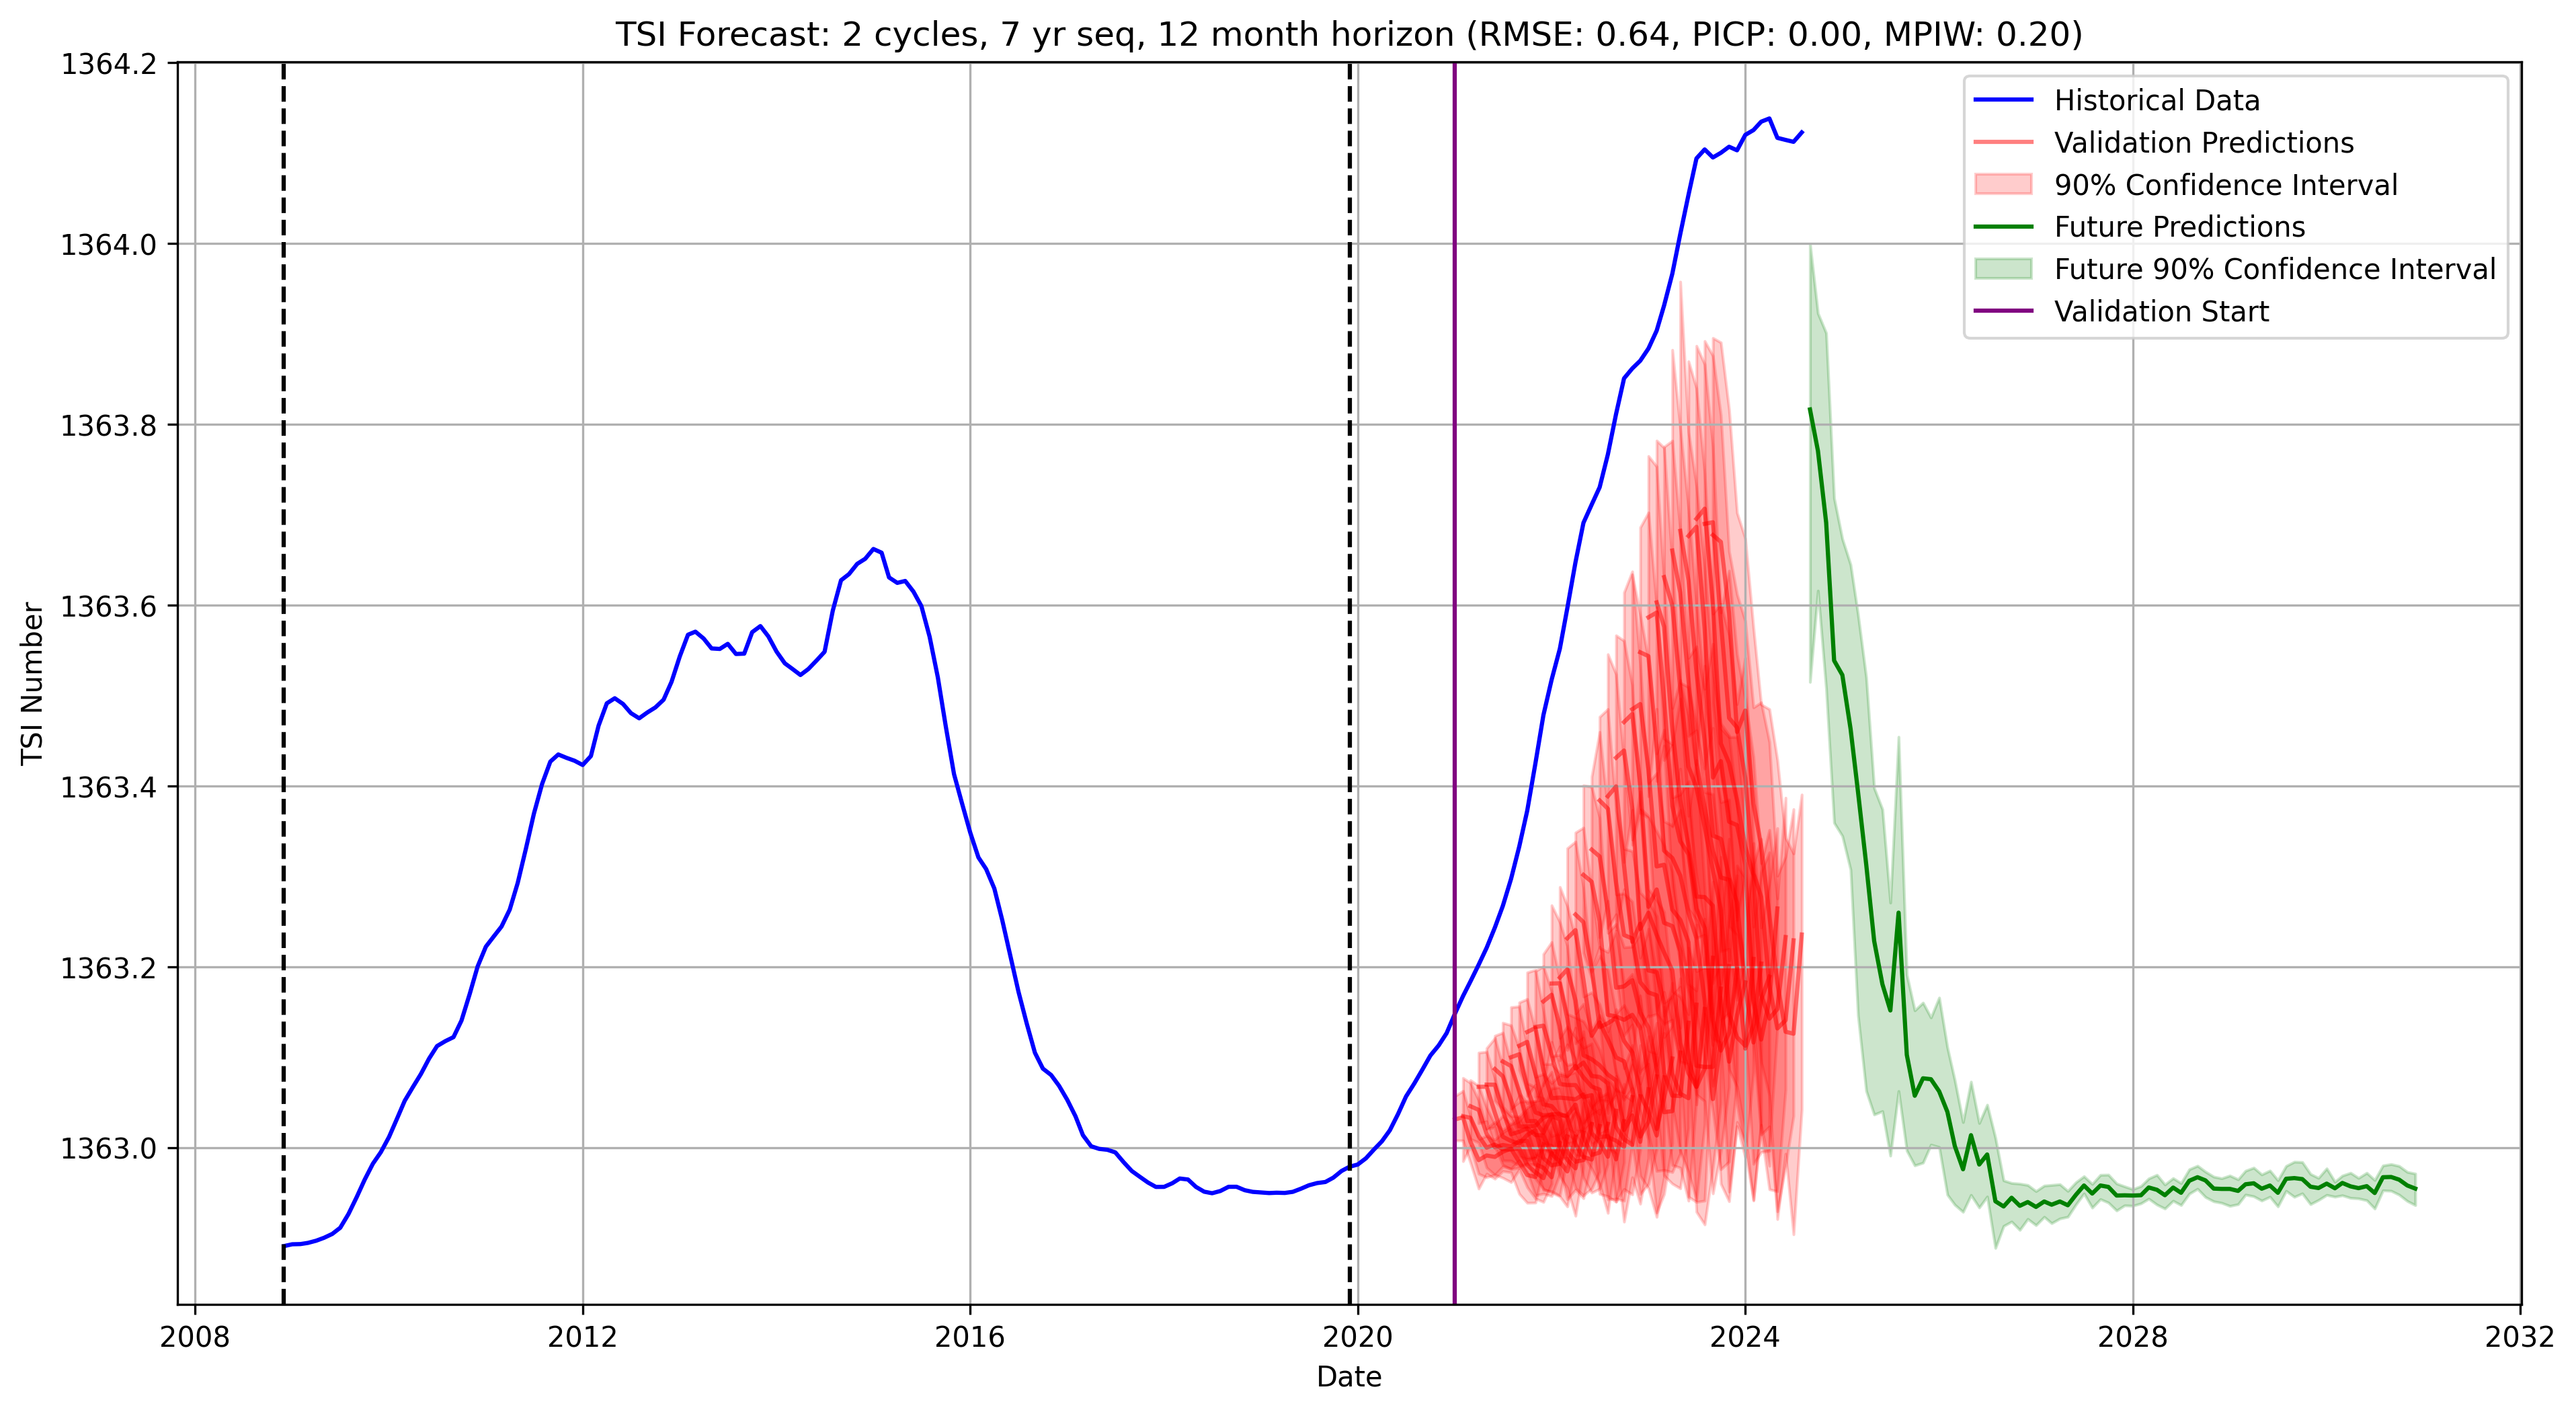 TSI Forecast: 2 cycles, 7 yr seq, 12 month horizon (RMSE: 0.64, PICP: 0.00, MPIW: 0.20)
TSI Number
1364.2
1364.0
1363.8
1363.6
1363.4
1363.2
1363.0
Historical Data
Validation Predictions
90% Confidence Interval
Future Predictions
Future 90% Confidence Interval
Validation Start
2008 2012 2016 2020 2024 2028 2032
Date